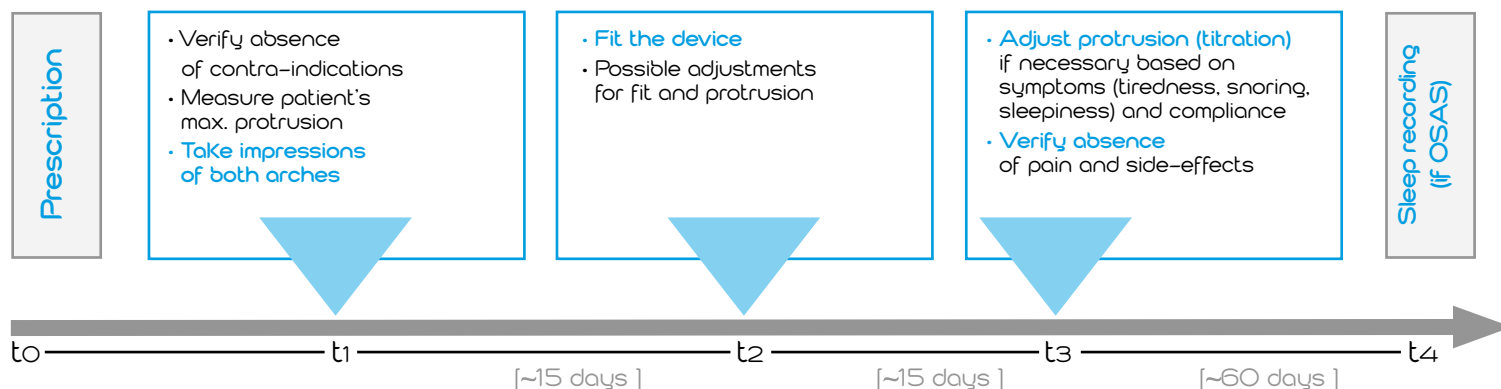 Prescription
· Verify absence
of contra-indications
· Measure patient's
max. protrusion
· Take impressions
of both arches
· Fit the device
· Possible adjustments
for fit and protrusion
· Adjust protrusion (titration)
if necessary based on
symptoms (tiredness, snoring,
sleepiness) and compliance
· Verify absence
of pain and side-effects
Sleep recording
(if OSAS)
t0 t1 t2 t3 t4
[~15 days ] [~15 days ] [~60 days ]